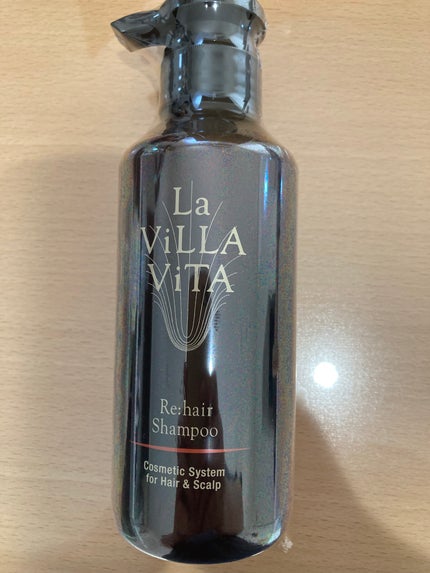 La
ViLLA
ViTA
Re:hair
Shampoo
Cosmetic System
for Hair & Scalp